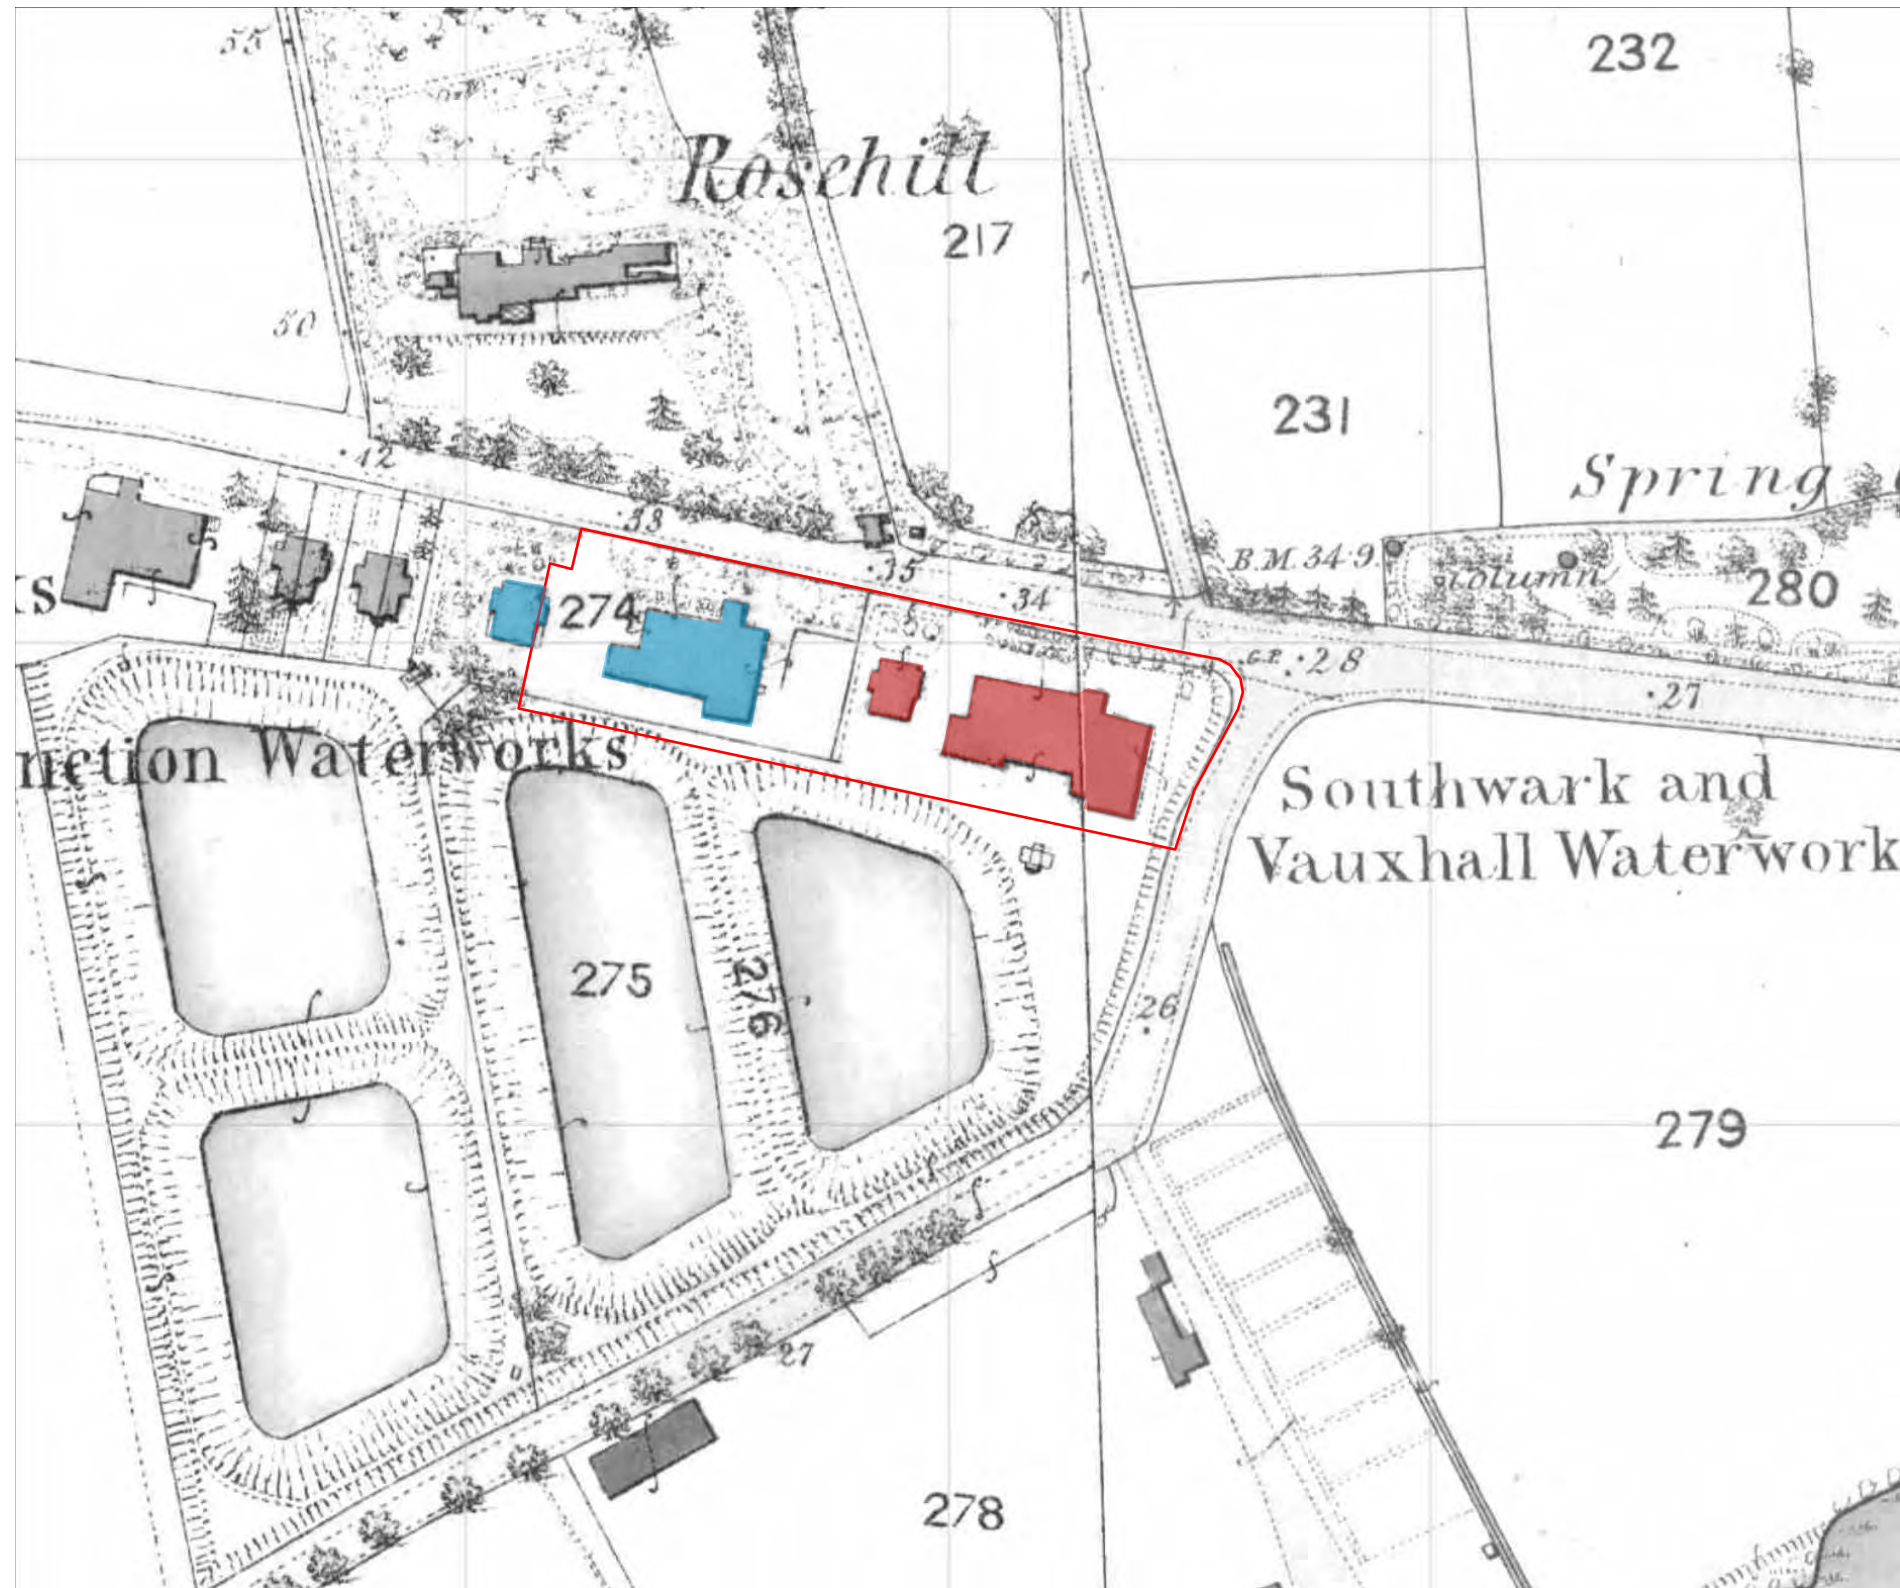 55
232
Rosehill
217
50
231
.42
Spring
.33
.35
B.M. 34.9.
Column
280
.34
274
ks
G.P. .28
.27
nction Waterworks
Southwark and
Vauxhall Waterwork
275
276
.26
279
27
278